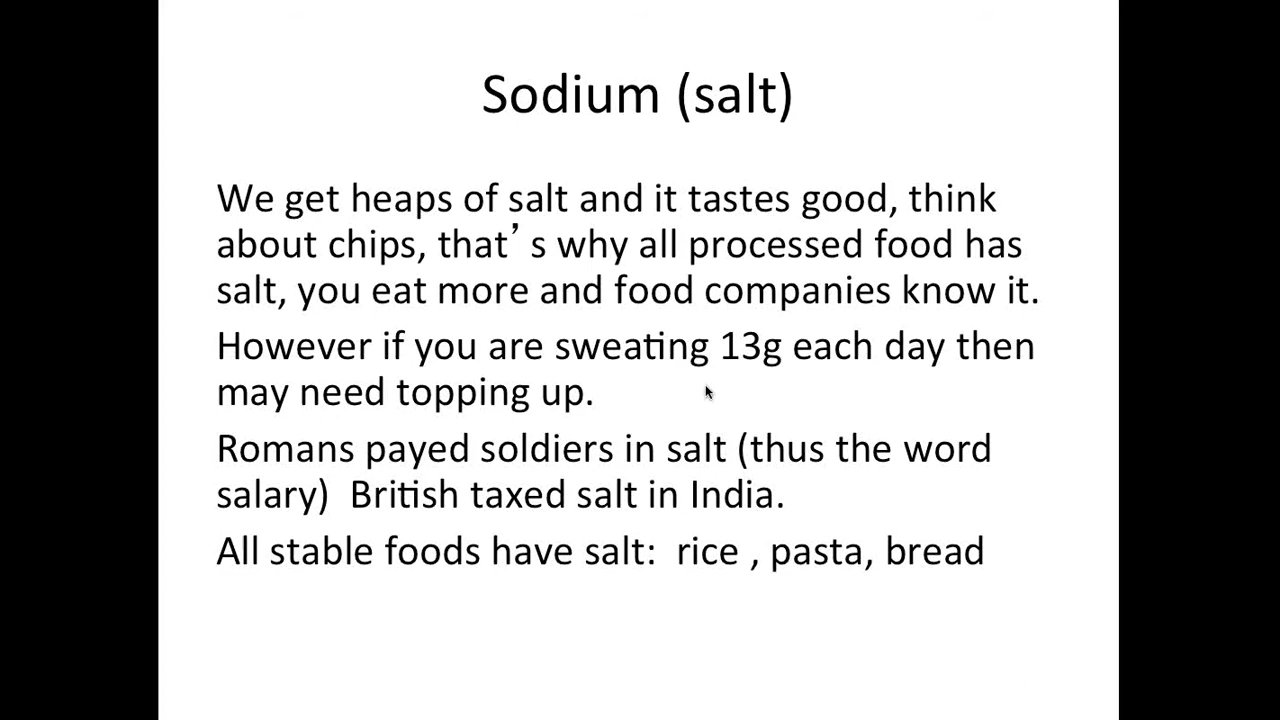 Sodium (salt)
We get heaps of salt and it tastes good, think
about chips, that’ s why all processed food has
salt, you eat more and food companies know it.
However if you are sweating 13g each day then
may need topping up.
Romans payed soldiers in salt (thus the word
salary)  British taxed salt in India.
All stable foods have salt:  rice , pasta, bread